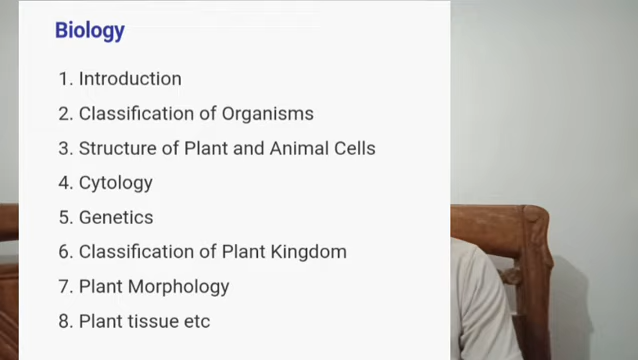 Biology
1. Introduction
2. Classification of Organisms
3. Structure of Plant and Animal Cells
4. Cytology
5. Genetics
6. Classification of Plant Kingdom
7. Plant Morphology
8. Plant tissue etc